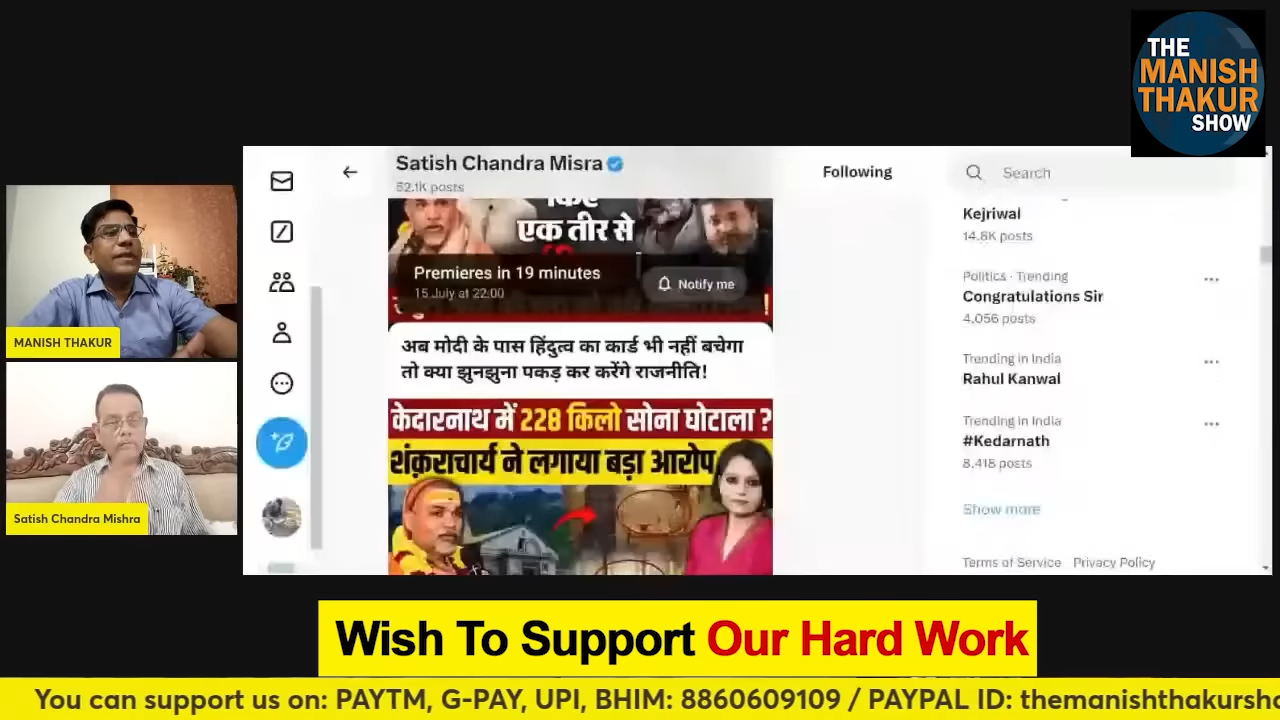 THE
MANISH
THAKUR
SHOW
MANISH THAKUR
Satish Chandra Mishra
Satish Chandra Misra
52.1K posts
Following
एक तीर से
Premieres in 19 minutes
15 July at 22:00
Notify me
अब मोदी के पास हिंदुत्व का कार्ड भी नहीं बचेगा
तो क्या झुनझुना पकड़ कर करेंगे राजनीति!
केदारनाथ में 228 किलो सोना घोटाला ?
शंकराचार्य ने लगाया बड़ा आरोप
Search
Kejriwal
14.8K posts
Politics · Trending
Congratulations Sir
4,056 posts
Trending in India
Rahul Kanwal
Trending in India
#Kedarnath
8,418 posts
Show more
Terms of Service Privacy Policy
Wish To Support Our Hard Work
You can support us on: PAYTM, G-PAY, UPI, BHIM: 8860609109 / PAYPAL ID: themanishthakursho